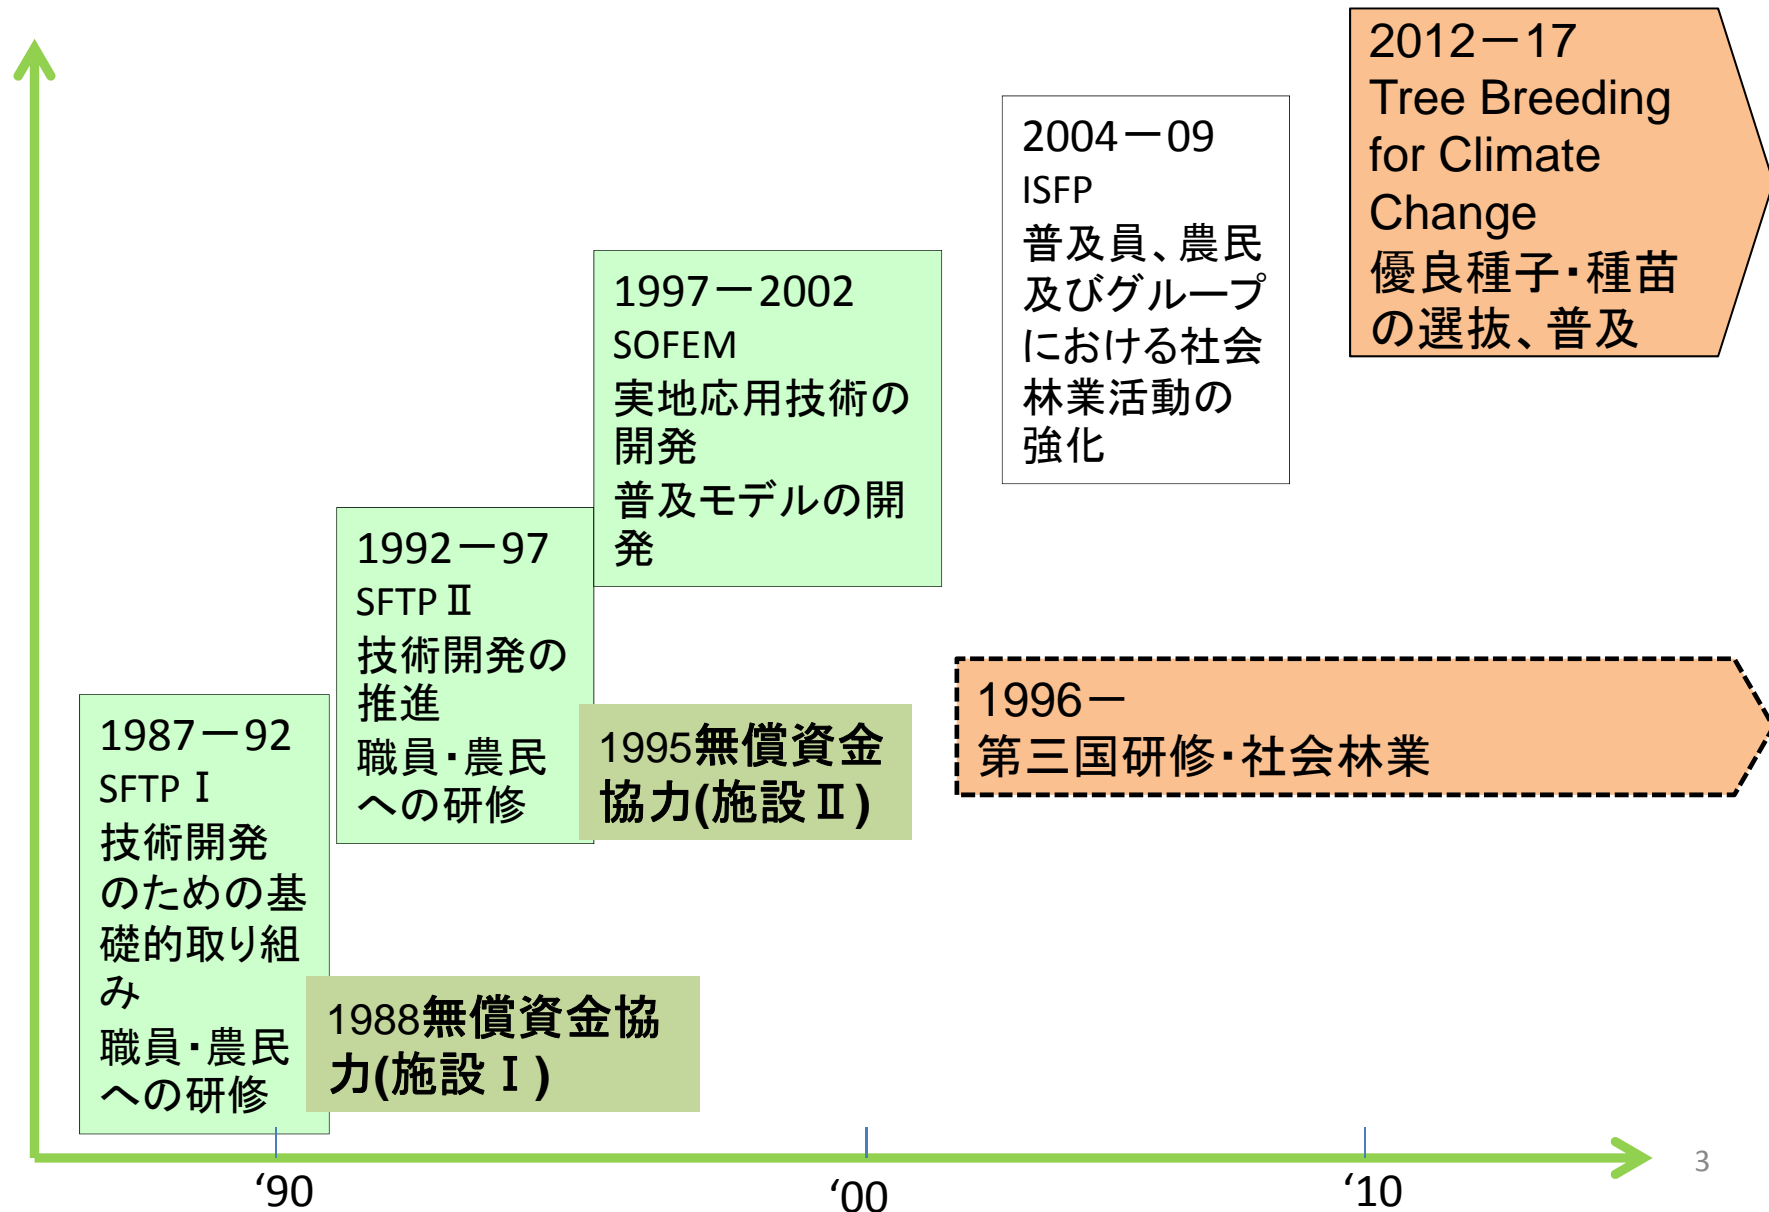 1987－92
SFTP Ⅰ
技術開発
のための基
礎的取り組
み
職員・農民
への研修
1988無償資金協
力(施設Ⅰ)
1992－97
SFTPⅡ
技術開発の
推進
職員・農民
への研修
1995無償資金
協力(施設Ⅱ)
1997－2002
SOFEM
実地応用技術の
開発
普及モデルの開
発
2004－09
ISFP
普及員、農民
及びグループ
における社会
林業活動の
強化
2012－17
Tree Breeding
for Climate
Change
優良種子・種苗
の選抜、普及
1996－
第三国研修・社会林業
‘90
‘00
‘10
3